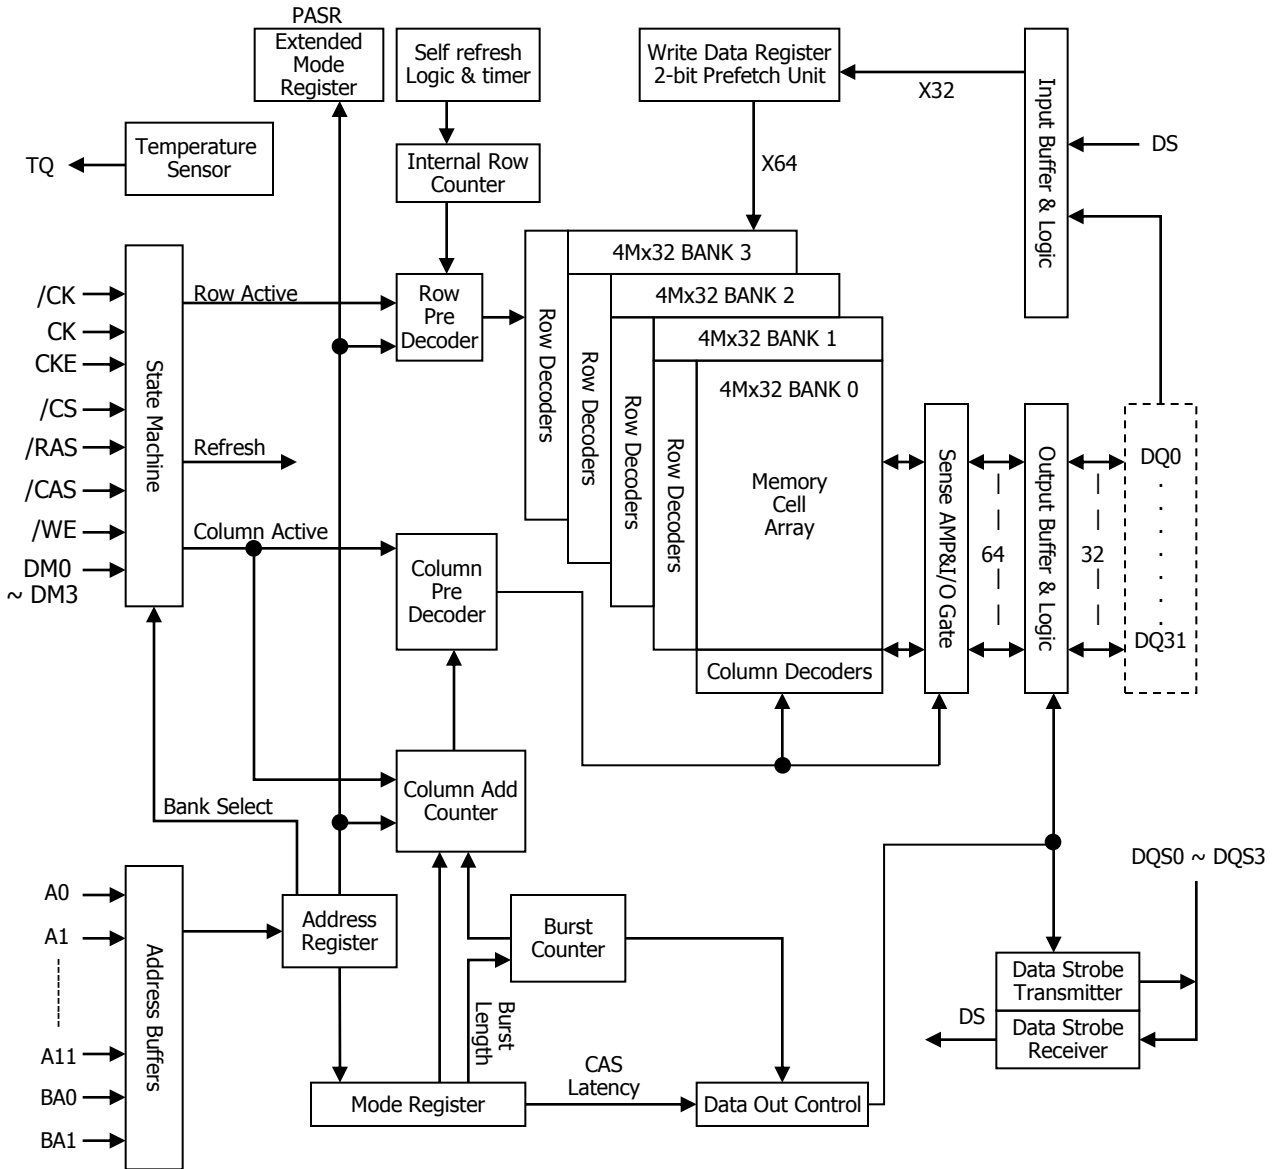 PASR
Extended
Mode
Register
Self refresh
Logic & timer
Write Data Register
2-bit Prefetch Unit
X32
Input Buffer & Logic
DS
TQ
Temperature
Sensor
Internal Row
Counter
X64
4Mx32 BANK 3
4Mx32 BANK 2
4Mx32 BANK 1
4Mx32 BANK 0
Row Decoders
Row Decoders
Row Decoders
Row Decoders
Memory
Cell
Array
Column Decoders
Row
Pre
Decoder
Row Active
Refresh
Column Active
State Machine
/CK
CK
CKE
/CS
/RAS
/CAS
/WE
DM0
~ DM3
Column
Pre
Decoder
Sense AMP&I/O Gate
64
Output Buffer & Logic
32
DQ0
DQ31
Column Add
Counter
Bank Select
A0
A1
A11
BA0
BA1
Address Buffers
Address
Register
Burst
Counter
Burst
Length
Mode Register
CAS
Latency
Data Out Control
DQS0 ~ DQS3
Data Strobe
Transmitter
DS
Data Strobe
Receiver